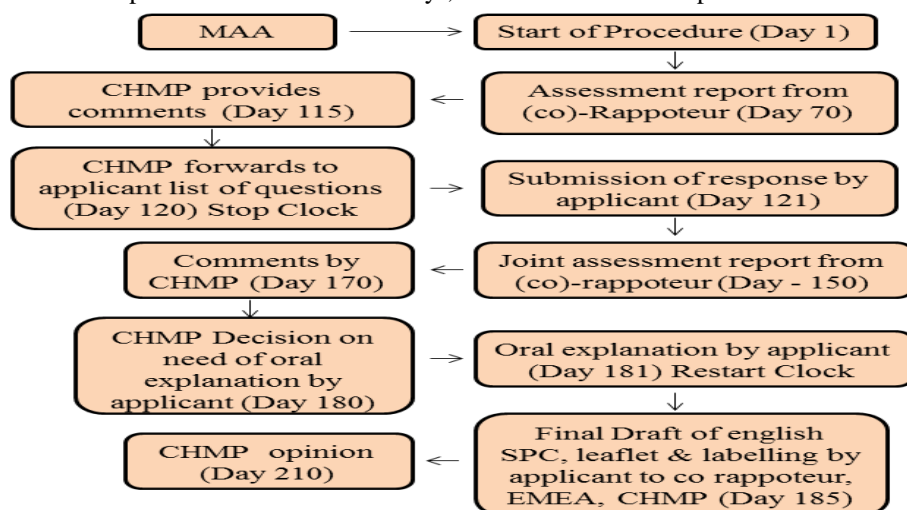 MAA
Start of Procedure (Day 1)
Assessment report from
(co)-Rappoteur (Day 70)
CHMP provides
comments (Day 115)
CHMP forwards to
applicant list of questions
(Day 120) Stop Clock
Submission of response by
applicant (Day 121)
Joint assessment report from
(co)-rappoteur (Day - 150)
Comments by
CHMP (Day 170)
CHMP Decision on
need of oral
explanation by
applicant (Day 180)
Oral explanation by applicant
(Day 181) Restart Clock
Final Draft of english
SPC, leaflet & labelling by
applicant to co rappoteur,
EMEA, CHMP (Day 185)
CHMP opinion
(Day 210)